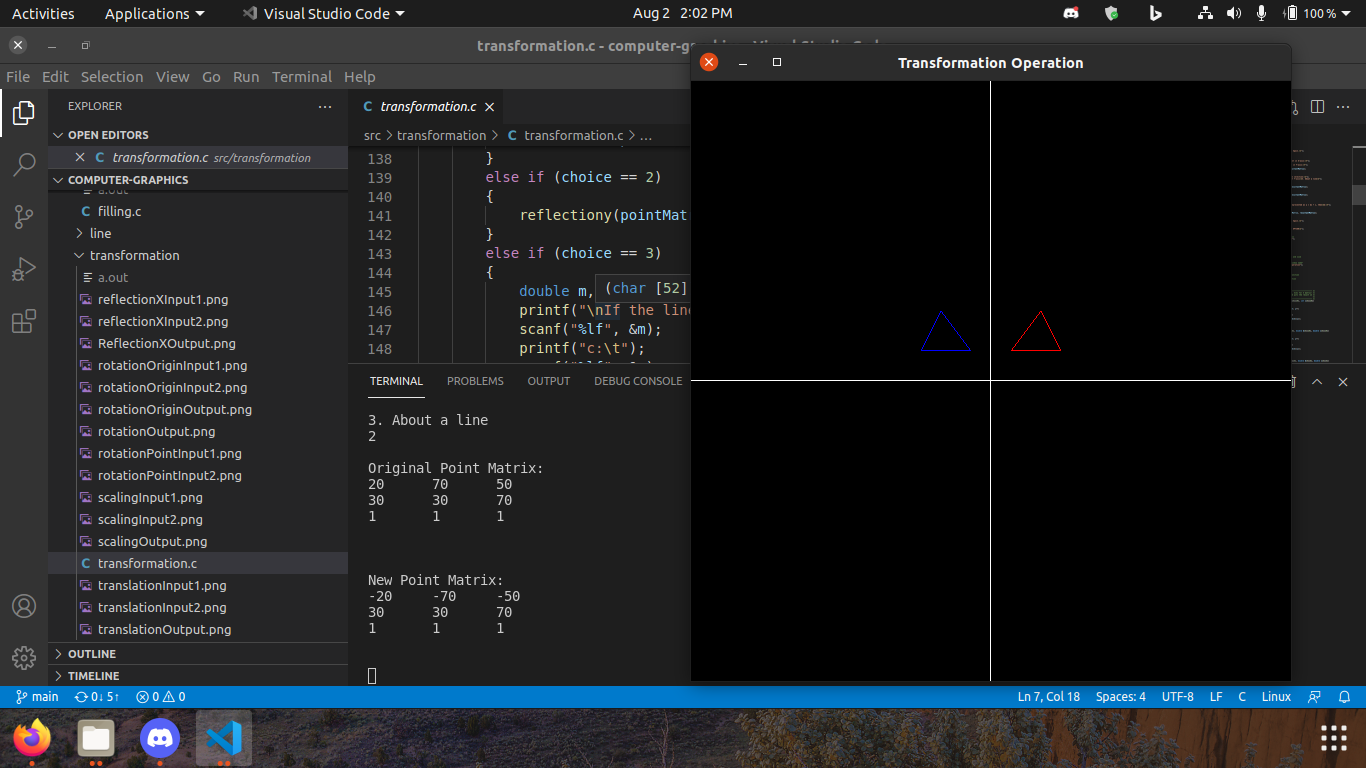 Activities Applications Visual Studio Code Aug 2 2:02 PM 100 %
transformation.c - computer-
Transformation Operation
File Edit Selection View Go Run Terminal Help
EXPLORER
OPEN EDITORS
transformation.c src/transformation
COMPUTER-GRAPHICS
a.out
C filling.c
line
transformation
a.out
reflectionXInput1.png
reflectionXInput2.png
ReflectionXOutput.png
rotationOriginInput1.png
rotationOriginInput2.png
rotationOriginOutput.png
rotationOutput.png
rotationPointInput1.png
rotationPointInput2.png
scalingInput1.png
scalingInput2.png
scalingOutput.png
C transformation.c
translationInput1.png
translationInput2.png
translationOutput.png
OUTLINE
TIMELINE
C transformation.c
src > transformation > C transformation.c > ...
138 }
139 else if (choice == 2)
140 {
141 reflectiony(pointMat
142 }
143 else if (choice == 3)
144 {
145 double m,
(char [52]
146 printf("\nIf the line
147 scanf("%lf", &m);
148 printf("c:\t");
TERMINAL PROBLEMS OUTPUT DEBUG CONSOLE
3. About a line
2
Original Point Matrix:
20 70 50
30 30 70
1 1 1
New Point Matrix:
-20 -70 -50
30 30 70
1 1 1
main 0↓ 5↑ 0 0 Ln 7, Col 18 Spaces: 4 UTF-8 LF C Linux